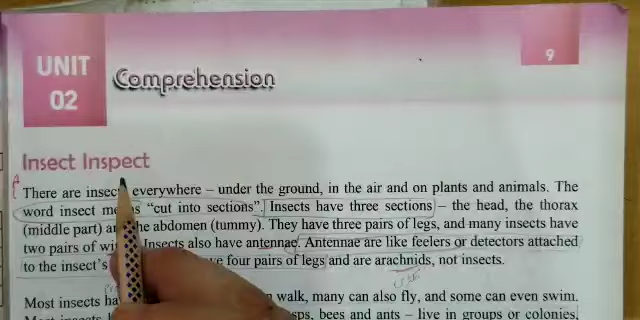 UNIT
02
9
Comprehension
Insect Inspect
There are insect everywhere – under the ground, in the air and on plants and animals. The
word insect me s “cut into sections”. Insects have three sections – the head, the thorax
(middle part) a he abdomen (tummy). They have three pairs of legs, and many insects have
two pairs of wi Insects also have antennae. Antennae are like feelers or detectors attached
to the insect’s e four pairs of legs and are arachnids, not insects.
Most insects ha n walk, many can also fly, and some can even swim.
sps, bees and ants – live in groups or colonies,